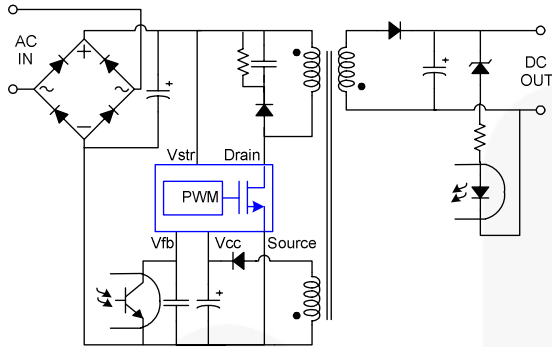 AC
IN
+
~
~
−
+
+
DC
OUT
Vstr
Drain
PWM
Vfb
Vcc
Source
+